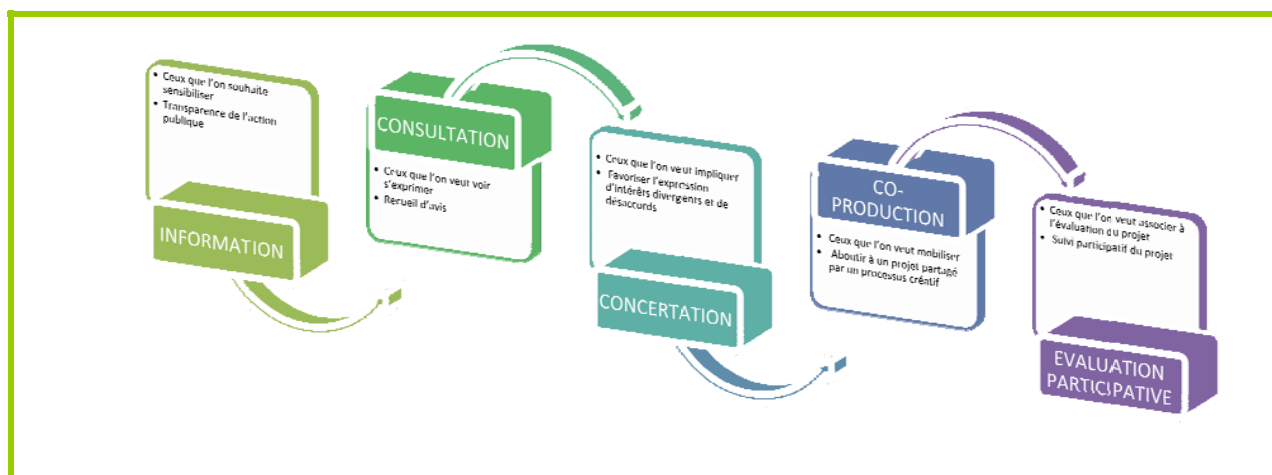 • Ceux que l'on souhaite
sensibiliser
• Transparence de l'action
publique
INFORMATION
CONSULTATION
• Ceux que l'on veut voir
s'exprimer
• Recueil d'avis
• Ceux que l'on veut impliquer
• Favoriser l'expression
d'intérêts divergents et de
désaccords
CONCERTATION
CO-
PRODUCTION
• Ceux que l'on veut mobiliser
• Aboutir à un projet partagé
par un processus créatif
• Ceux que l'on veut associer à
l'évaluation du projet
• Suivi participatif du projet
EVALUATION
PARTICIPATIVE